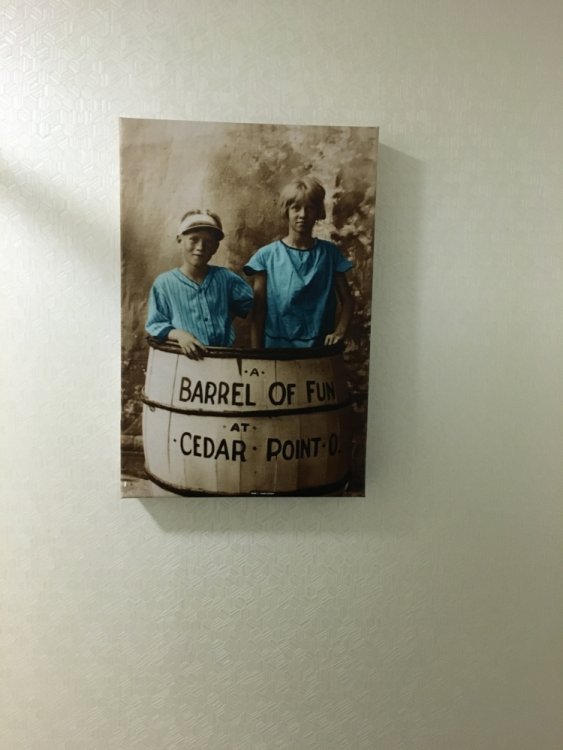 ·A·
BARREL OF FUN
·AT·
·CEDAR POINT·O.